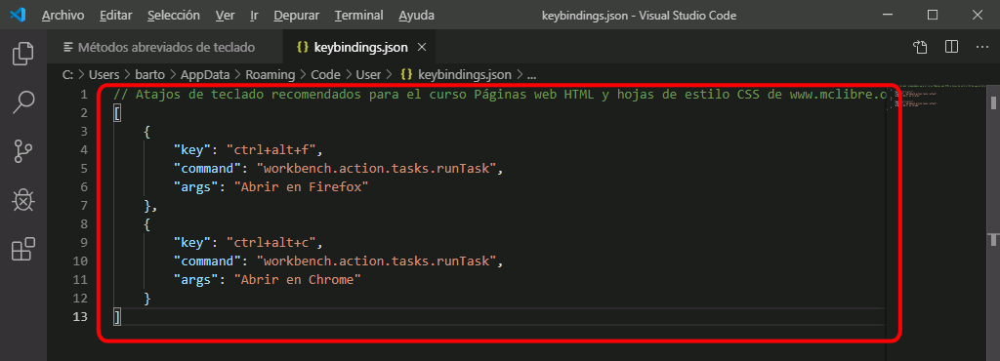 Archivo Editar Selección Ver Ir Depurar Terminal Ayuda keybindings.json - Visual Studio Code
Métodos abreviados de teclado {} keybindings.json
C: > Users > barto > AppData > Roaming > Code > User > {} keybindings.json > ...
1 // Atajos de teclado recomendados para el curso Páginas web HTML y hojas de estilo CSS de www.mclibre.o
2 [
3 {
4 "key": "ctrl+alt+f",
5 "command": "workbench.action.tasks.runTask",
6 "args": "Abrir en Firefox"
7 },
8 {
9 "key": "ctrl+alt+c",
10 "command": "workbench.action.tasks.runTask",
11 "args": "Abrir en Chrome"
12 }
13 ]